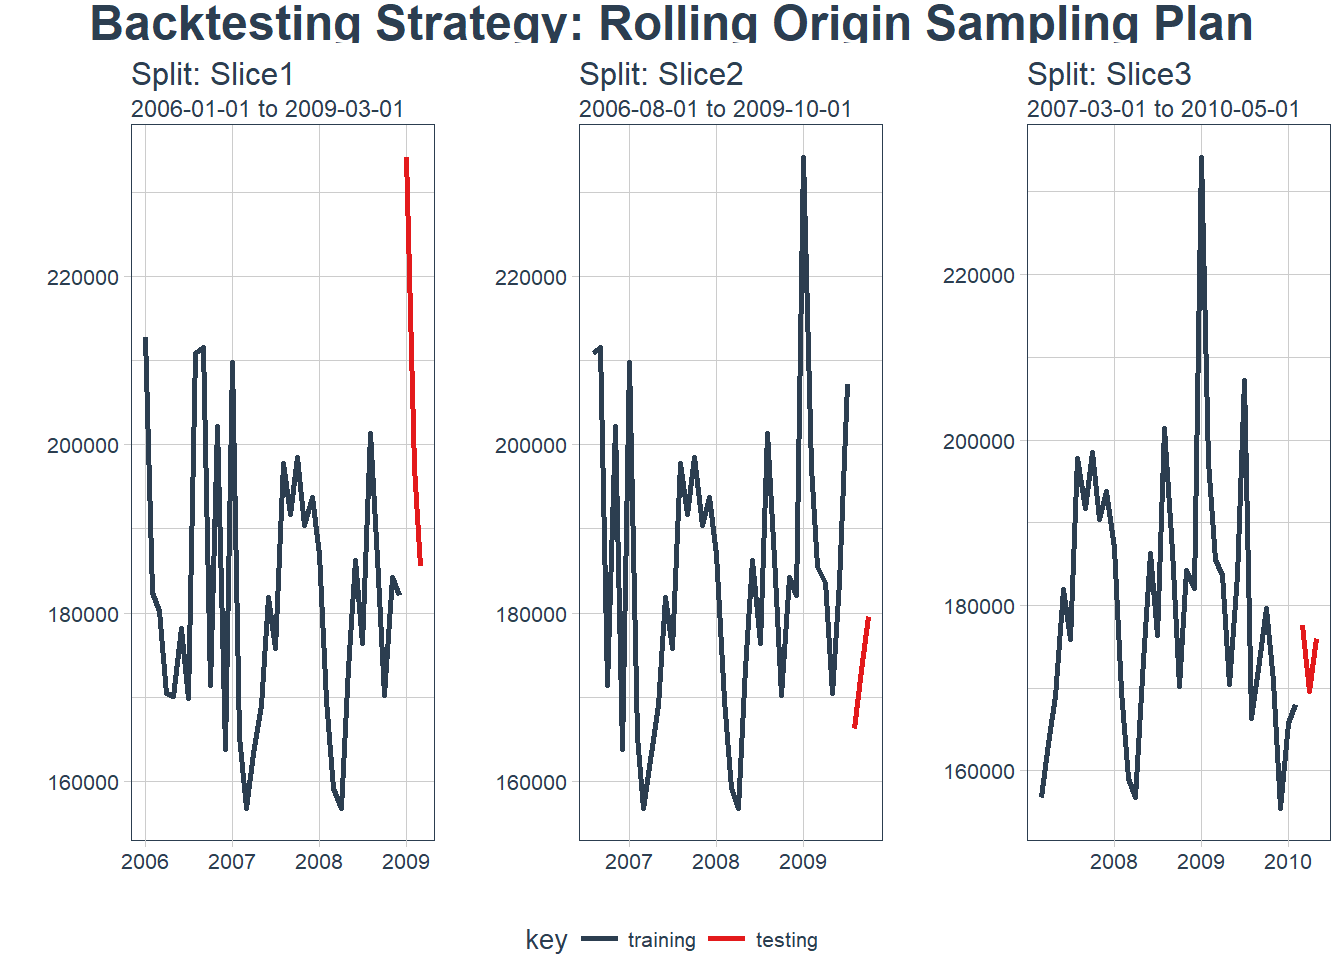 Backtesting Strategy: Rolling Origin Sampling Plan
Split: Slice1
2006-01-01 to 2009-03-01
220000
200000
180000
160000
2006 2007 2008 2009
Split: Slice2
2006-08-01 to 2009-10-01
220000
200000
180000
160000
2007 2008 2009
Split: Slice3
2007-03-01 to 2010-05-01
220000
200000
180000
160000
2008 2009 2010
key training testing